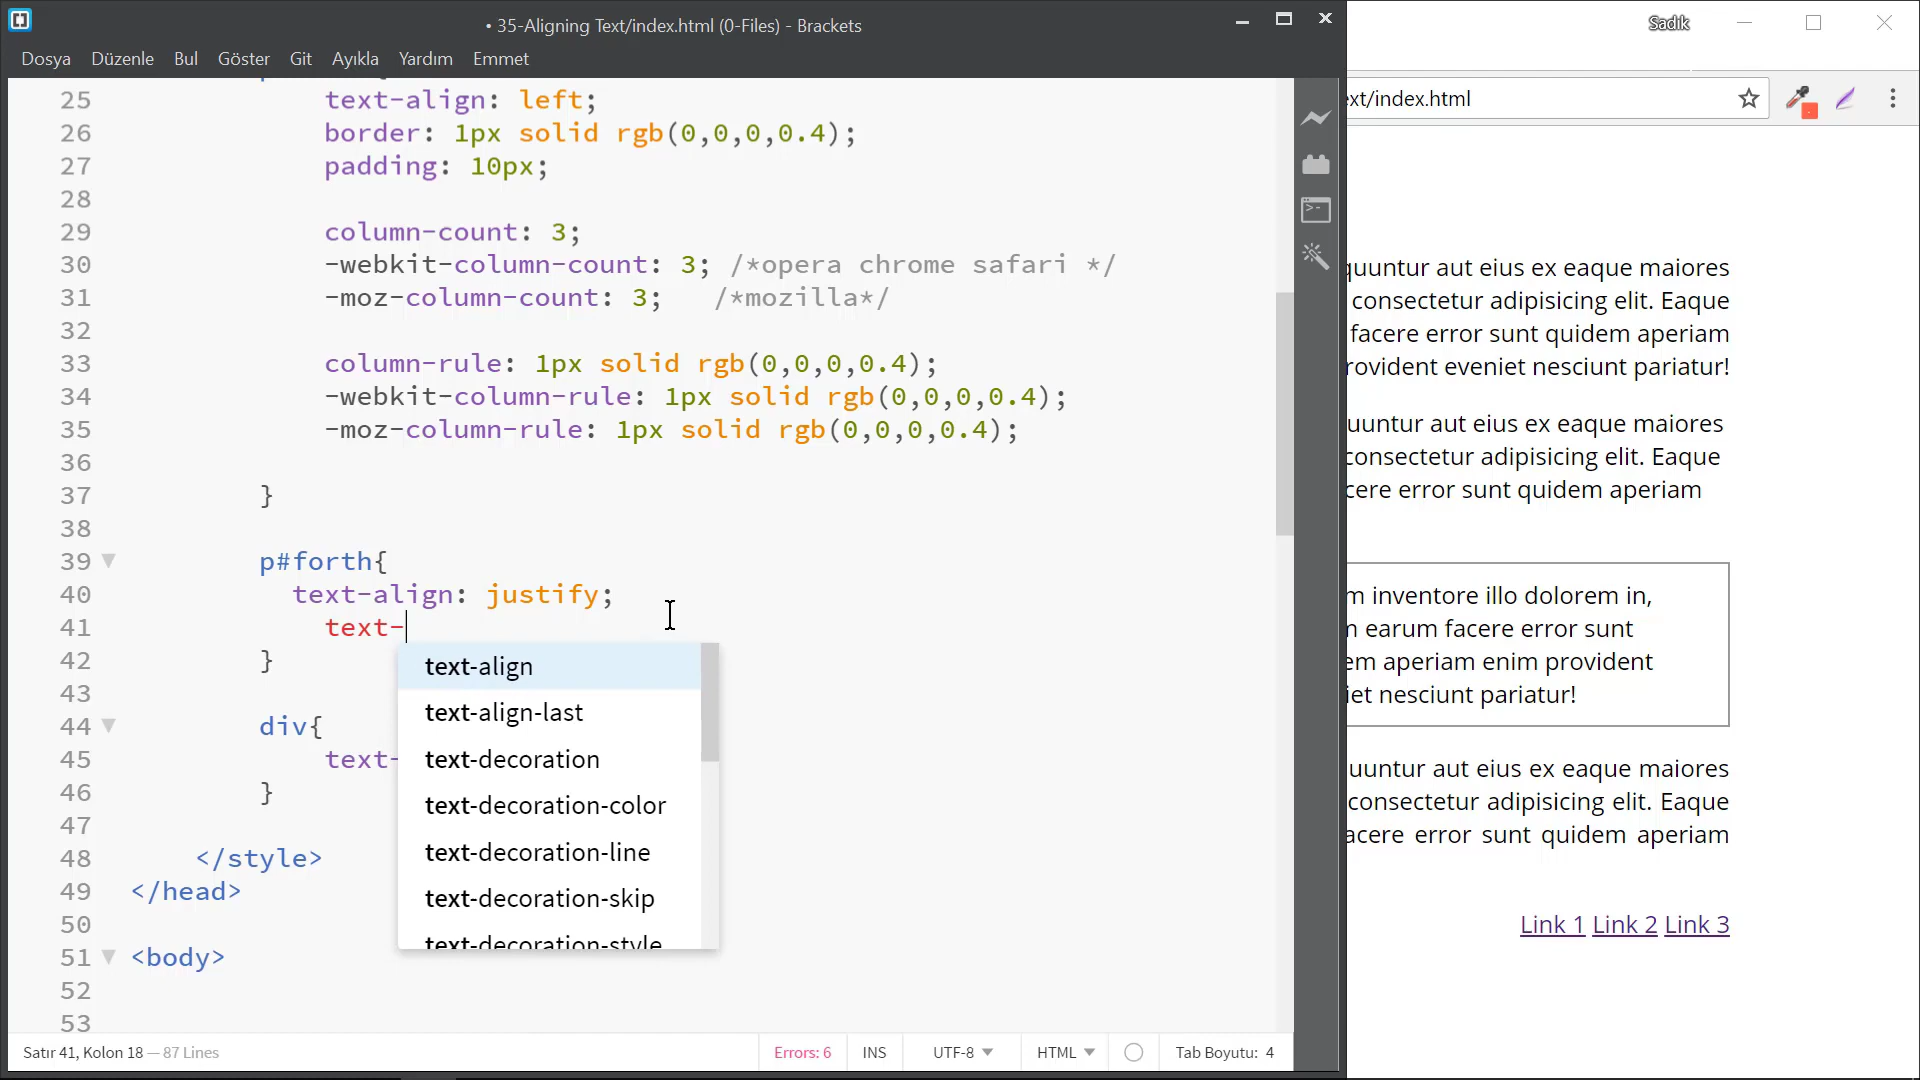 • 35-Aligning Text/index.html (0-Files) - Brackets
Sadık
Dosya Düzenle Bul Göster Git Ayıkla Yardım Emmet
ext/index.html
25 text-align: left;
26 border: 1px solid rgb(0,0,0,0.4);
27 padding: 10px;
28
29 column-count: 3;
30 -webkit-column-count: 3; /*opera chrome safari */
31 -moz-column-count: 3; /*mozilla*/
32
33 column-rule: 1px solid rgb(0,0,0,0.4);
34 -webkit-column-rule: 1px solid rgb(0,0,0,0.4);
35 -moz-column-rule: 1px solid rgb(0,0,0,0.4);
36
37 }
38
39 p#forth{
40 text-align: justify;
41 text-
42 }
43
44 div{
45 text-
46 }
47
48 </style>
49 </head>
50
51 <body>
52
53
text-align
text-align-last
text-decoration
text-decoration-color
text-decoration-line
text-decoration-skip
text-decoration-style
Satır 41, Kolon 18 — 87 Lines
Errors: 6 INS UTF-8 HTML Tab Boyutu: 4
quuntur aut eius ex eaque maiores
consectetur adipisicing elit. Eaque
facere error sunt quidem aperiam
rovident eveniet nesciunt pariatur!
uuntur aut eius ex eaque maiores
consectetur adipisicing elit. Eaque
cere error sunt quidem aperiam
m inventore illo dolorem in,
n earum facere error sunt
em aperiam enim provident
iet nesciunt pariatur!
uuntur aut eius ex eaque maiores
consectetur adipisicing elit. Eaque
acere error sunt quidem aperiam
Link 1 Link 2 Link 3